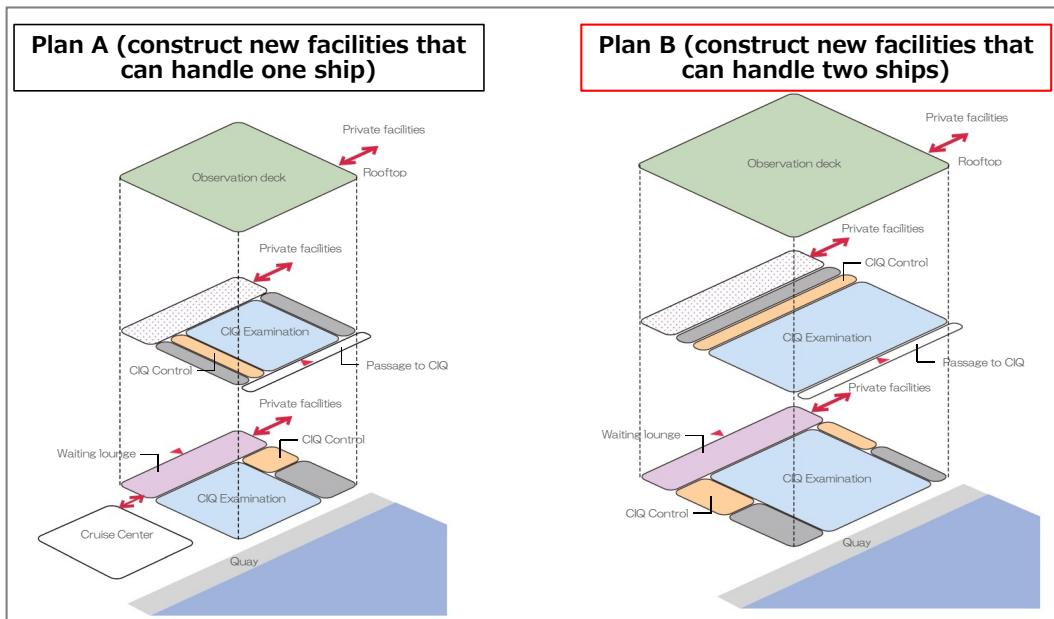 Plan A (construct new facilities that
can handle one ship)
Private facilities
Observation deck
Rooftop
Private facilities
CIQ Examination
CIQ Control
Passage to CIQ
Private facilities
CIQ Control
Waiting lounge
CIQ Examination
Cruise Center
Quay
Plan B (construct new facilities that
can handle two ships)
Private facilities
Observation deck
Rooftop
Private facilities
CIQ Control
CIQ Examination
Passage to CIQ
Private facilities
Waiting lounge
CIQ Examination
CIQ Control
Quay